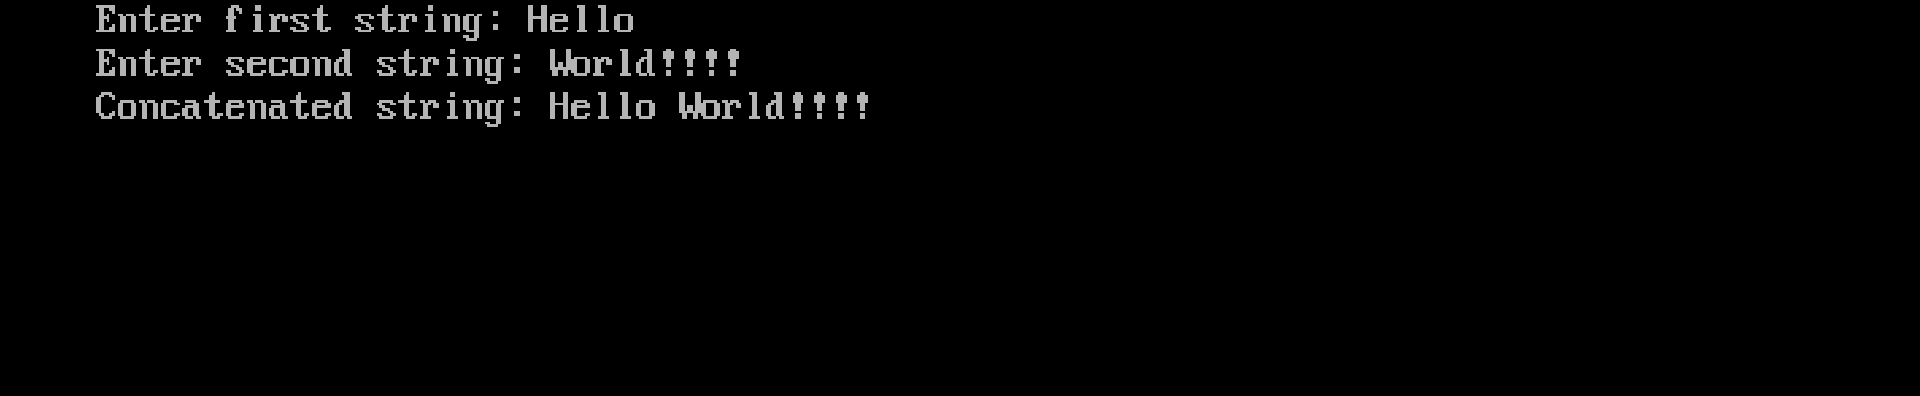 Enter first string: Hello
Enter second string: World!!!!
Concatenated string: Hello World!!!!